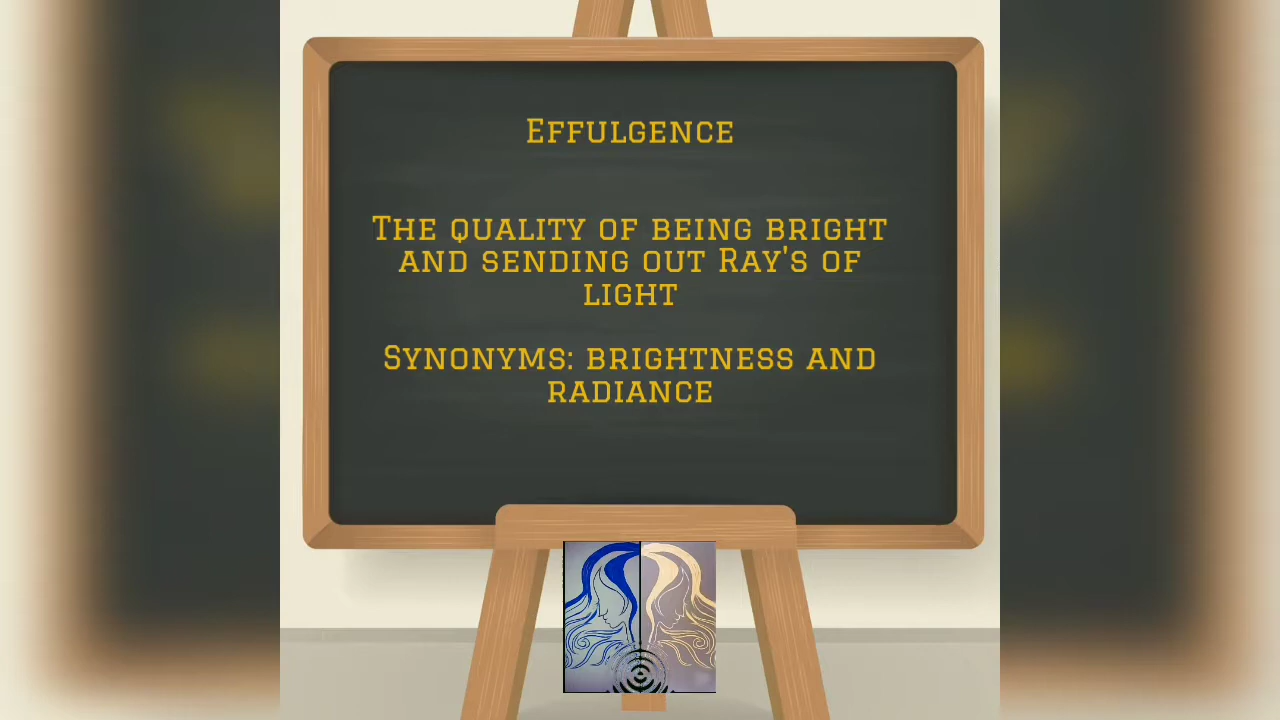 Effulgence
The quality of being bright
and sending out Ray's of
light
Synonyms: brightness and
radiance